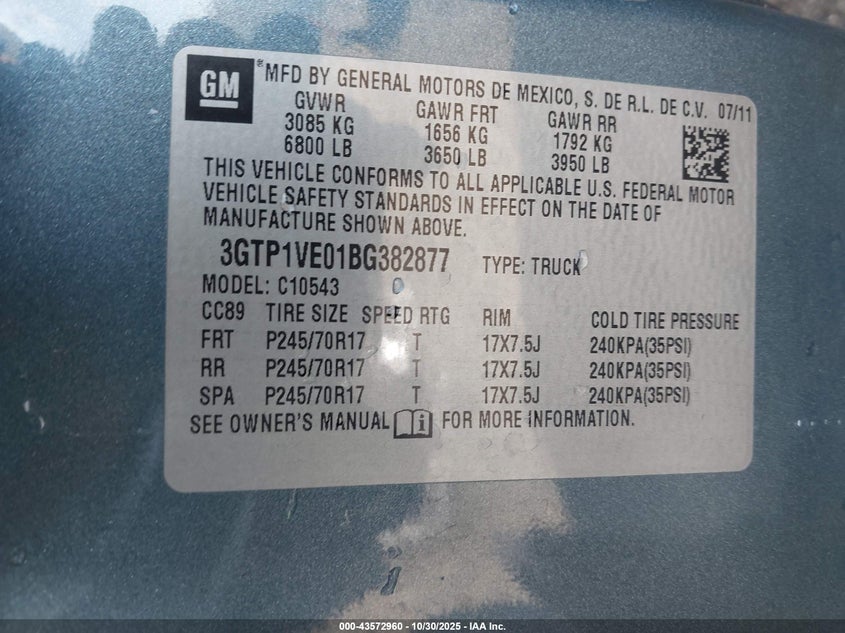 GM
® MFD BY GENERAL MOTORS DE MEXICO, S. DE R.L. DE C.V. 07/11
GVWR GAWR FRT GAWR RR
3085 KG 1656 KG 1792 KG
6800 LB 3650 LB 3950 LB
THIS VEHICLE CONFORMS TO ALL APPLICABLE U.S. FEDERAL MOTOR
VEHICLE SAFETY STANDARDS IN EFFECT ON THE DATE OF
MANUFACTURE SHOWN ABOVE.
3GTP1VE01BG382877 TYPE: TRUCK
MODEL: C10543
CC89 TIRE SIZE SPEED RTG RIM COLD TIRE PRESSURE
FRT P245/70R17 T 17X7.5J 240KPA(35PSI)
RR P245/70R17 T 17X7.5J 240KPA(35PSI)
SPA P245/70R17 T 17X7.5J 240KPA(35PSI)
SEE OWNER'S MANUAL FOR MORE INFORMATION.
000-43572960 - 10/30/2025 - IAA Inc.